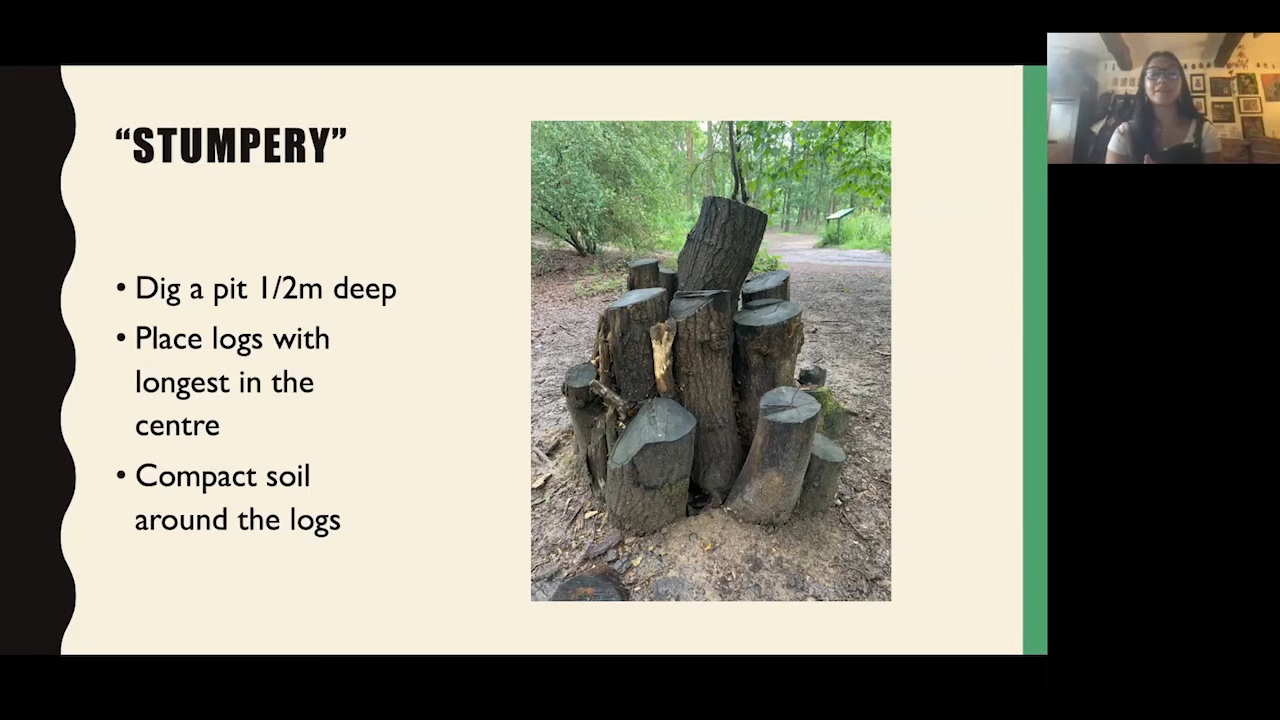 “STUMPERY”
• Dig a pit 1/2m deep
• Place logs with
longest in the
centre
• Compact soil
around the logs